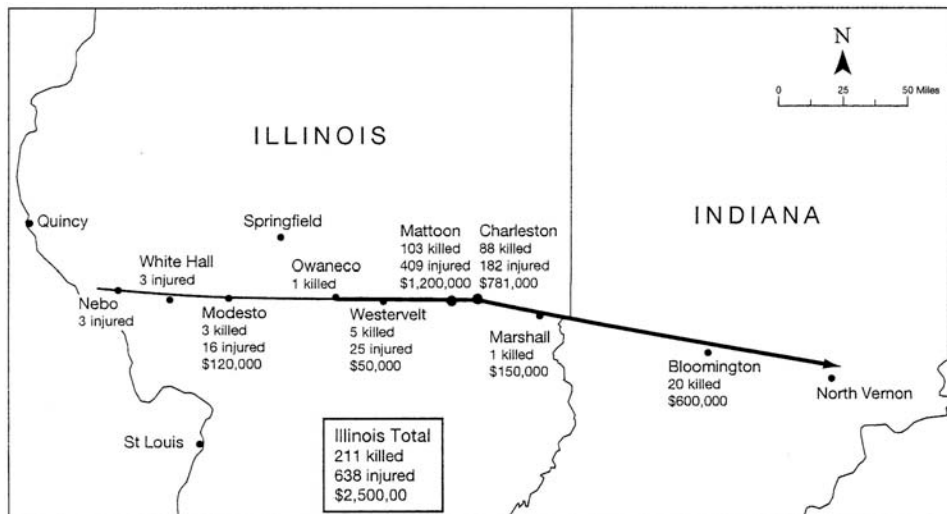 N
0 25 50 Miles
ILLINOIS
INDIANA
Quincy
Springfield
White Hall
3 injured
Nebo
3 injured
Modesto
3 killed
16 injured
$120,000
Owaneco
1 killed
Westervelt
5 killed
25 injured
$50,000
Mattoon
103 killed
409 injured
$1,200,000
Charleston
88 killed
182 injured
$781,000
Marshall
1 killed
$150,000
Bloomington
20 killed
$600,000
North Vernon
St Louis
Illinois Total
211 killed
638 injured
$2,500,00